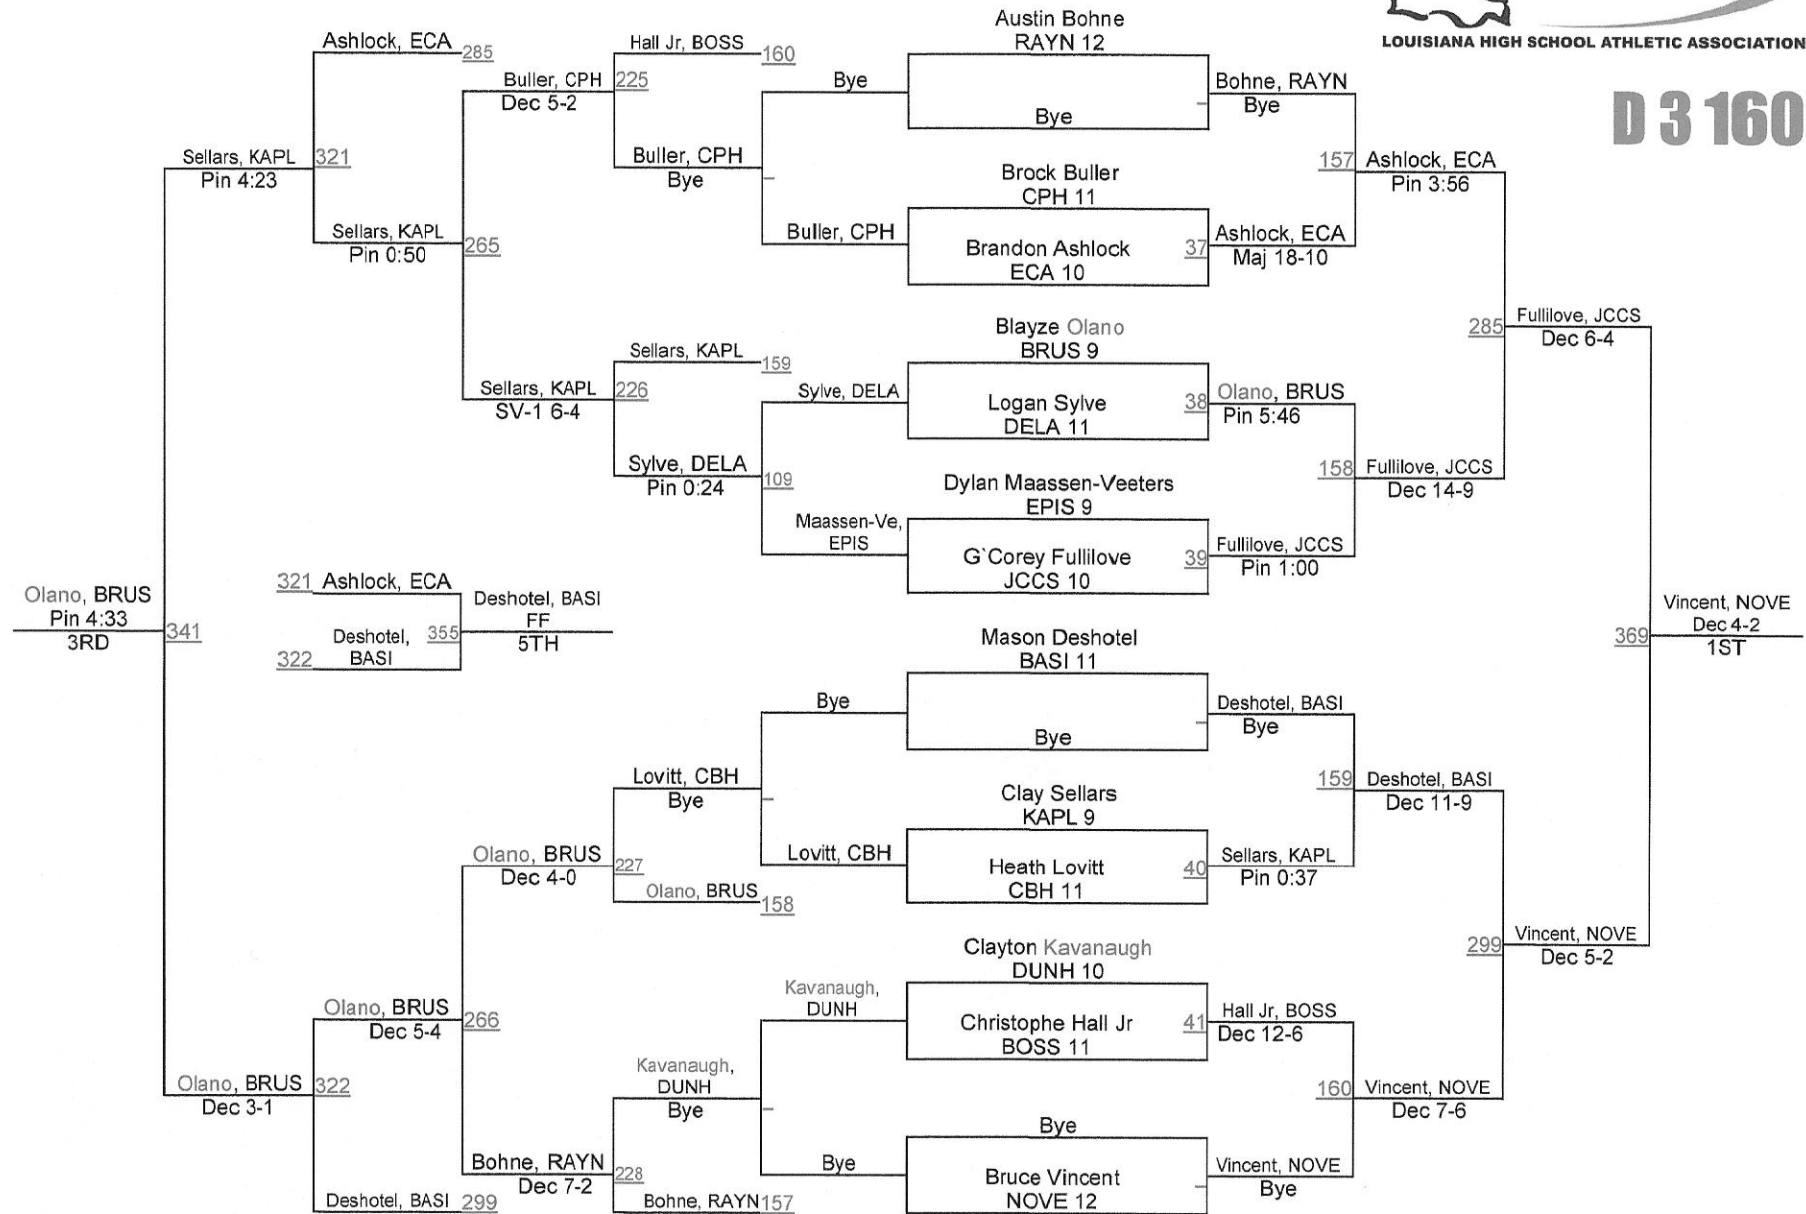 LOUISIANA HIGH SCHOOL ATHLETIC ASSOCIATION
D 3 160
Austin Bohne
RAYN 12
Bye
Brock Buller
CPH 11
Brandon Ashlock
ECA 10
37
Blayze Olano
BRUS 9
Logan Sylve
DELA 11
38
Dylan Maassen-Veeters
EPIS 9
G`Corey Fullilove
JCCS 10
39
Mason Deshotel
BASI 11
Bye
Clay Sellars
KAPL 9
Heath Lovitt
CBH 11
40
Clayton Kavanaugh
DUNH 10
Christophe Hall Jr
BOSS 11
41
Bye
Bruce Vincent
NOVE 12
Bohne, RAYN
Bye
157
Ashlock, ECA
Maj 18-10
Olano, BRUS
Pin 5:46
158
Fullilove, JCCS
Pin 1:00
Deshotel, BASI
Bye
159
Sellars, KAPL
Pin 0:37
Hall Jr, BOSS
Dec 12-6
160
Vincent, NOVE
Bye
Ashlock, ECA
Pin 3:56
285
Fullilove, JCCS
Dec 14-9
Deshotel, BASI
Dec 11-9
299
Vincent, NOVE
Dec 7-6
Fullilove, JCCS
Dec 6-4
369
Vincent, NOVE
Dec 5-2
Vincent, NOVE
Dec 4-2
1ST
Bye
Buller, CPH
Sylve, DELA
109
Maassen-Ve,
EPIS
Bye
Lovitt, CBH
Kavanaugh,
DUNH
Bye
Hall Jr, BOSS
160
225
Buller, CPH
Bye
Sellars, KAPL
159
226
Sylve, DELA
Pin 0:24
Lovitt, CBH
Bye
227
Olano, BRUS
158
Kavanaugh,
DUNH
Bye
228
Bohne, RAYN
157
Buller, CPH
Dec 5-2
265
Sellars, KAPL
SV-1 6-4
Olano, BRUS
Dec 4-0
266
Bohne, RAYN
Dec 7-2
Ashlock, ECA
285
321
Sellars, KAPL
Pin 0:50
Olano, BRUS
Dec 5-4
322
Deshotel, BASI
299
Sellars, KAPL
Pin 4:23
341
Olano, BRUS
Dec 3-1
Olano, BRUS
Pin 4:33
3RD
321
Ashlock, ECA
355
322
Deshotel,
BASI
Deshotel, BASI
FF
5TH